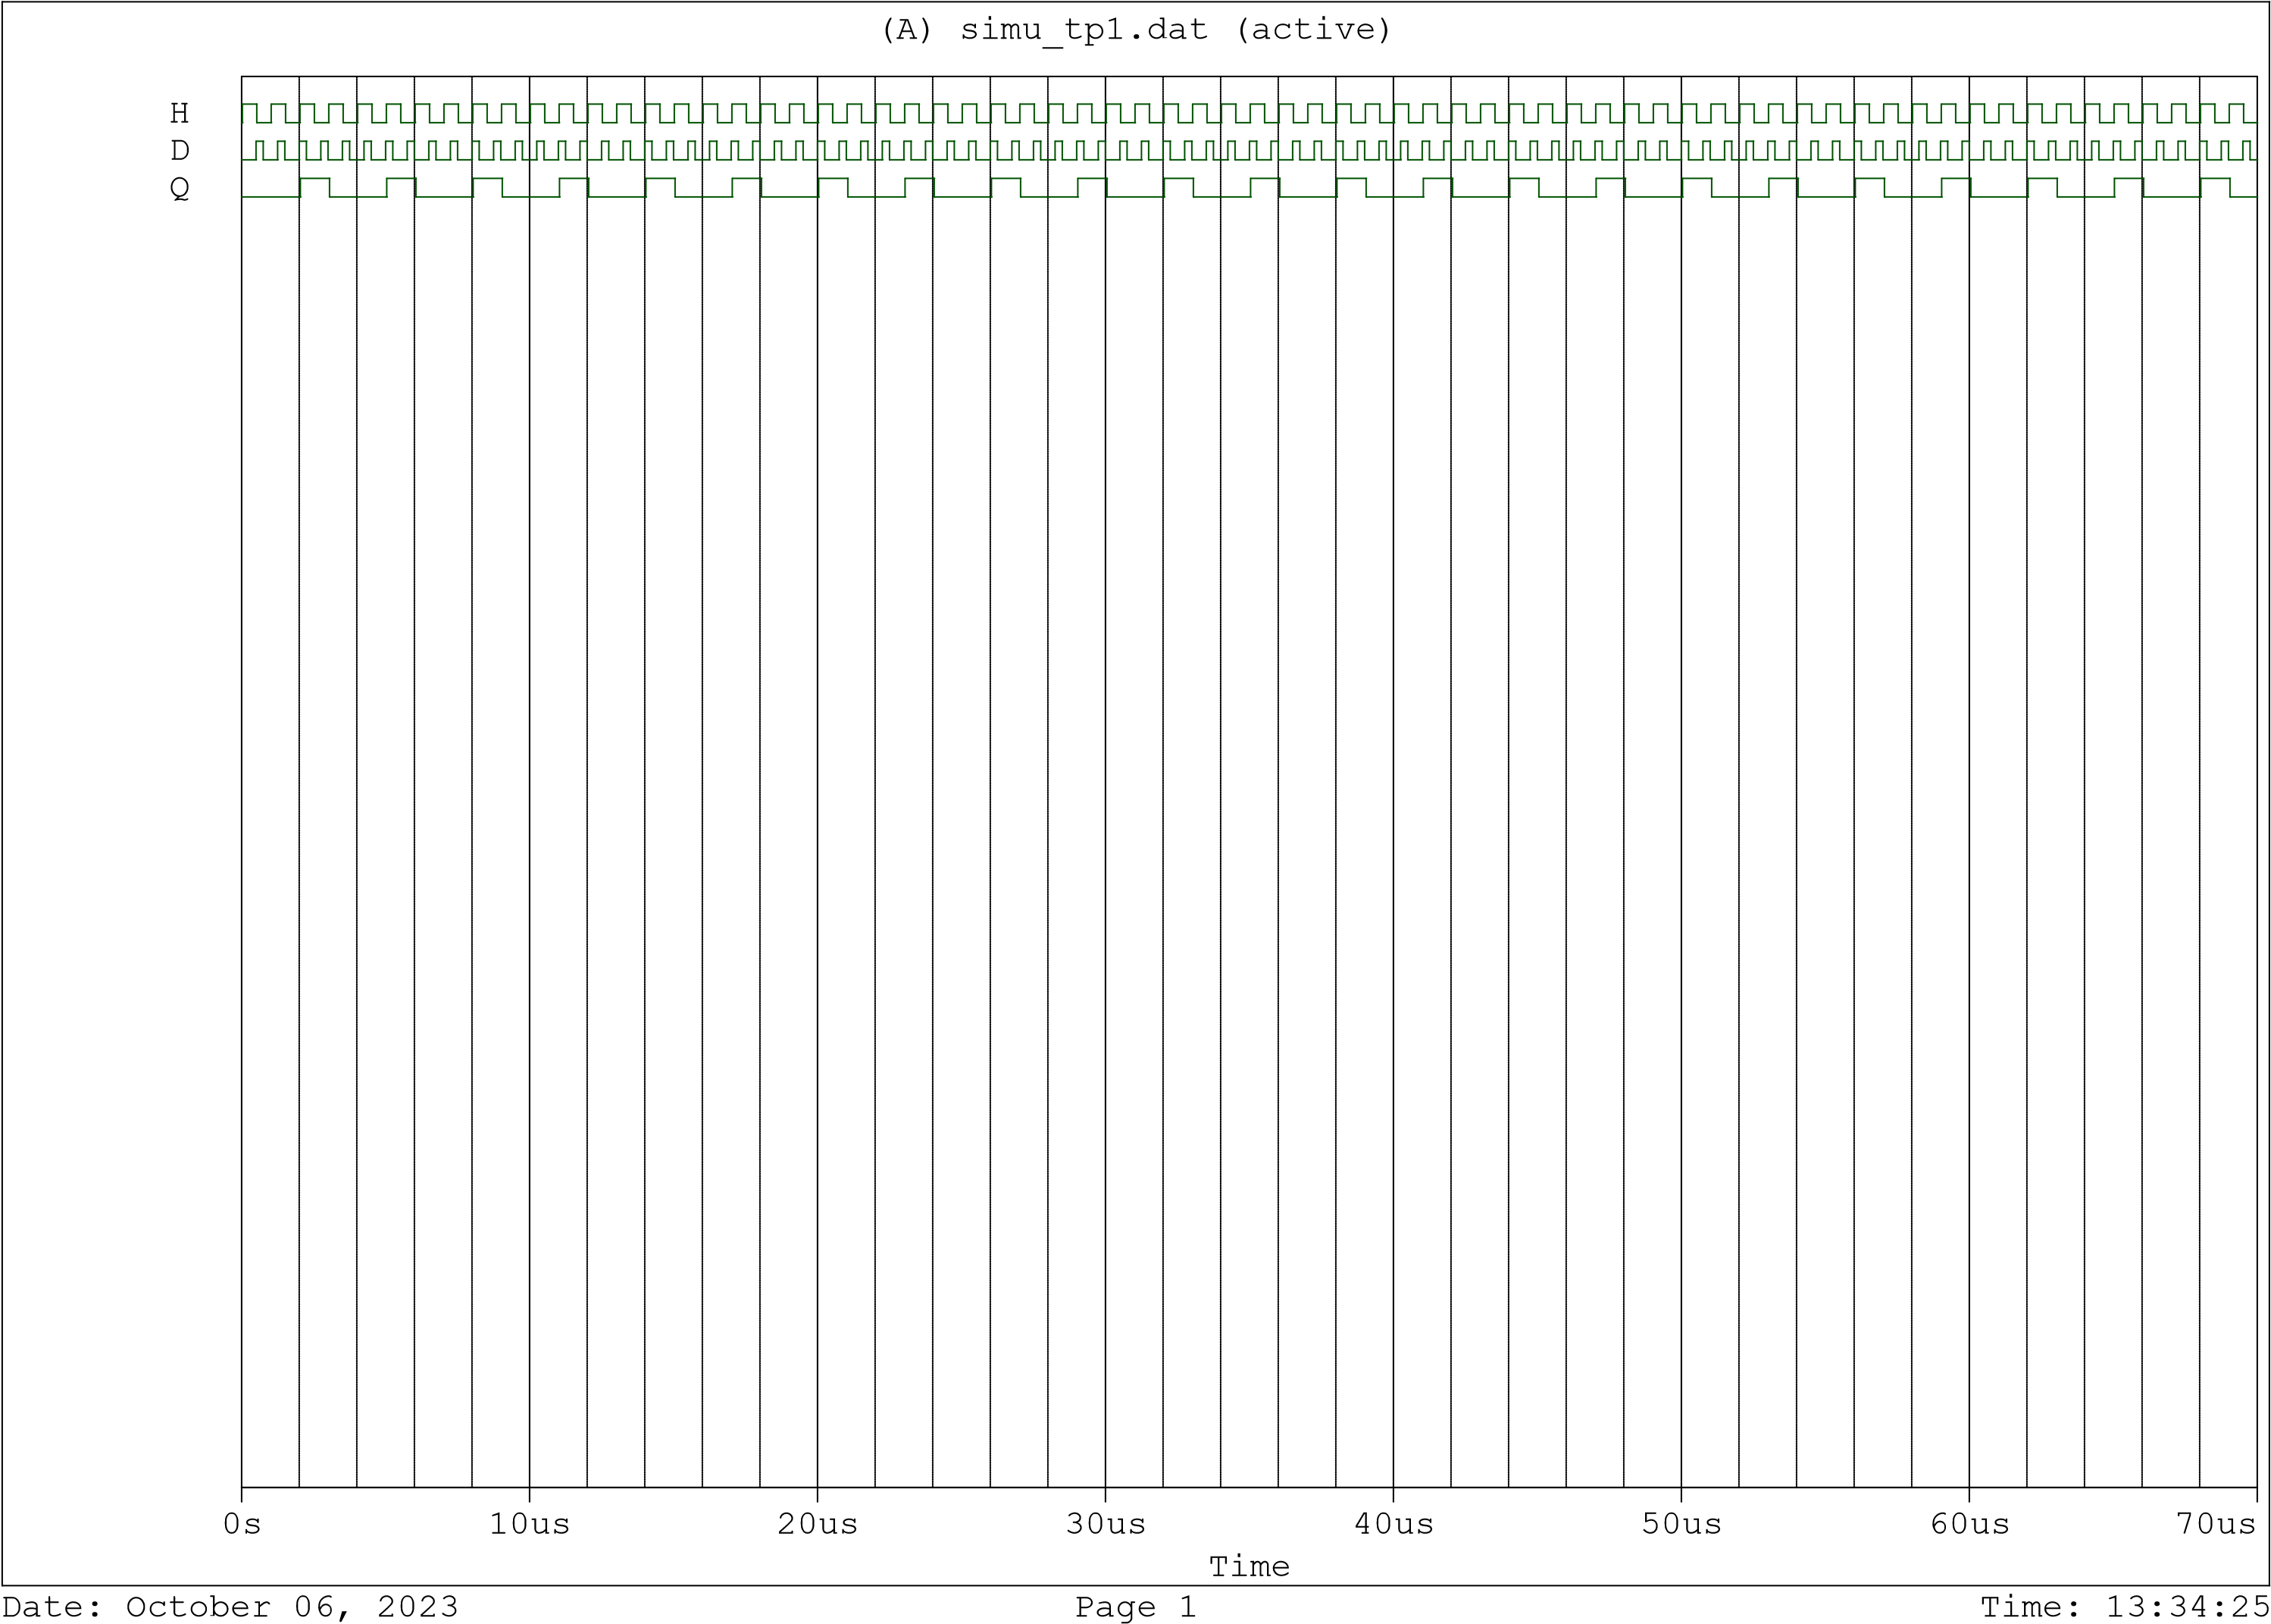 (A) simu_tp1.dat (active)
H
D
Q
0s 10us 20us 30us 40us 50us 60us 70us
Time
Date: October 06, 2023 Page 1 Time: 13:34:25